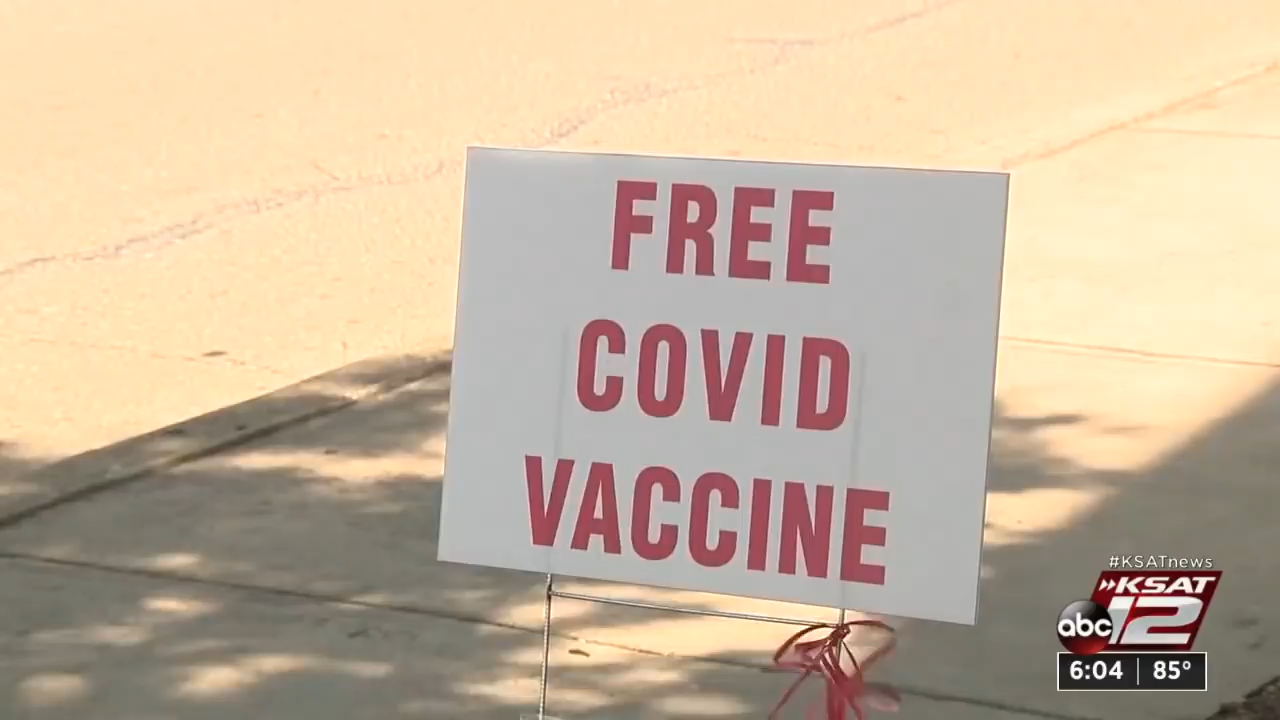 FREE
COVID
VACCINE
#KSATnews
KSAT
abc 12
6:04 | 85°